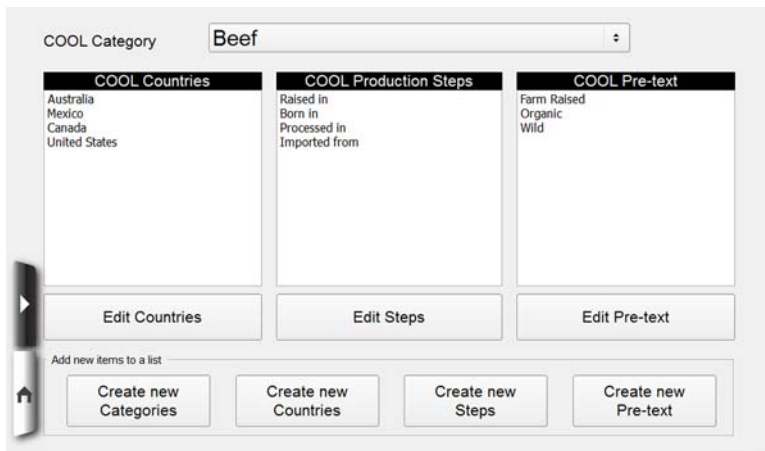 COOL Category
Beef
COOL Countries
Australia
Mexico
Canada
United States
COOL Production Steps
Raised in
Born in
Processed in
Imported from
COOL Pre-text
Farm Raised
Organic
Wild
Edit Countries
Edit Steps
Edit Pre-text
Add new items to a list
Create new
Categories
Create new
Countries
Create new
Steps
Create new
Pre-text